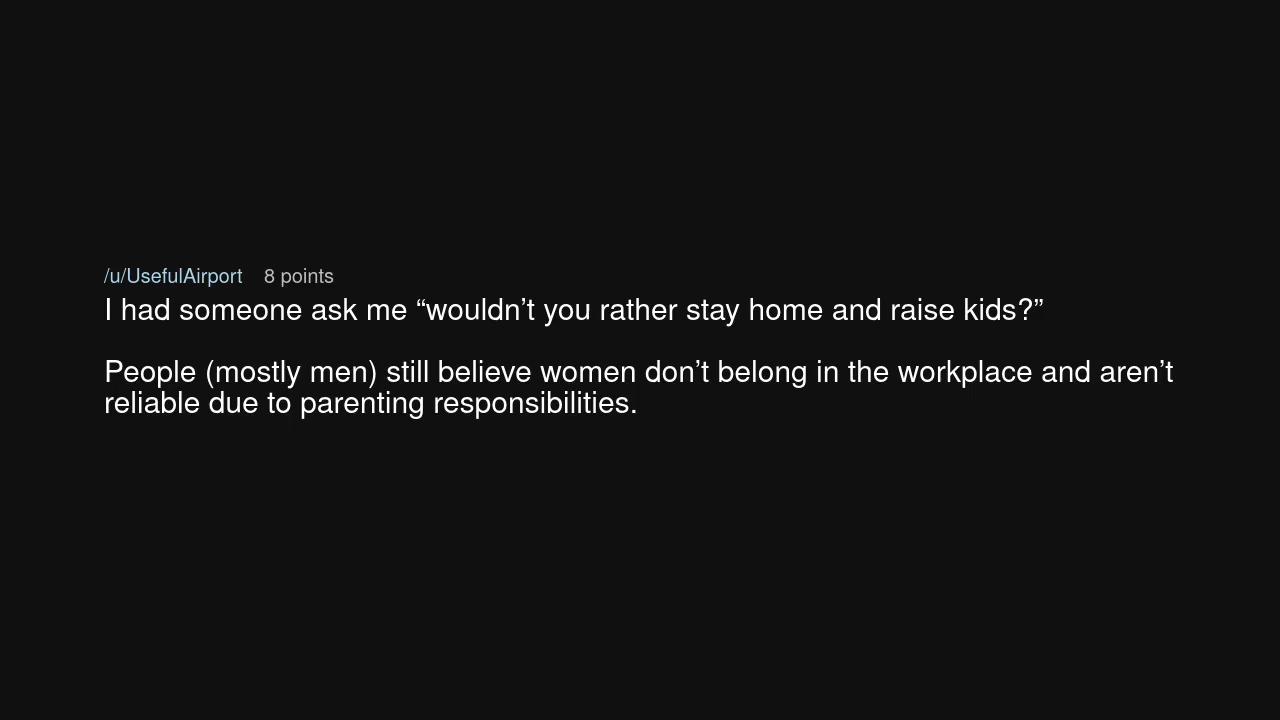 /u/UsefulAirport 8 points
I had someone ask me “wouldn’t you rather stay home and raise kids?”
People (mostly men) still believe women don’t belong in the workplace and aren’t
reliable due to parenting responsibilities.